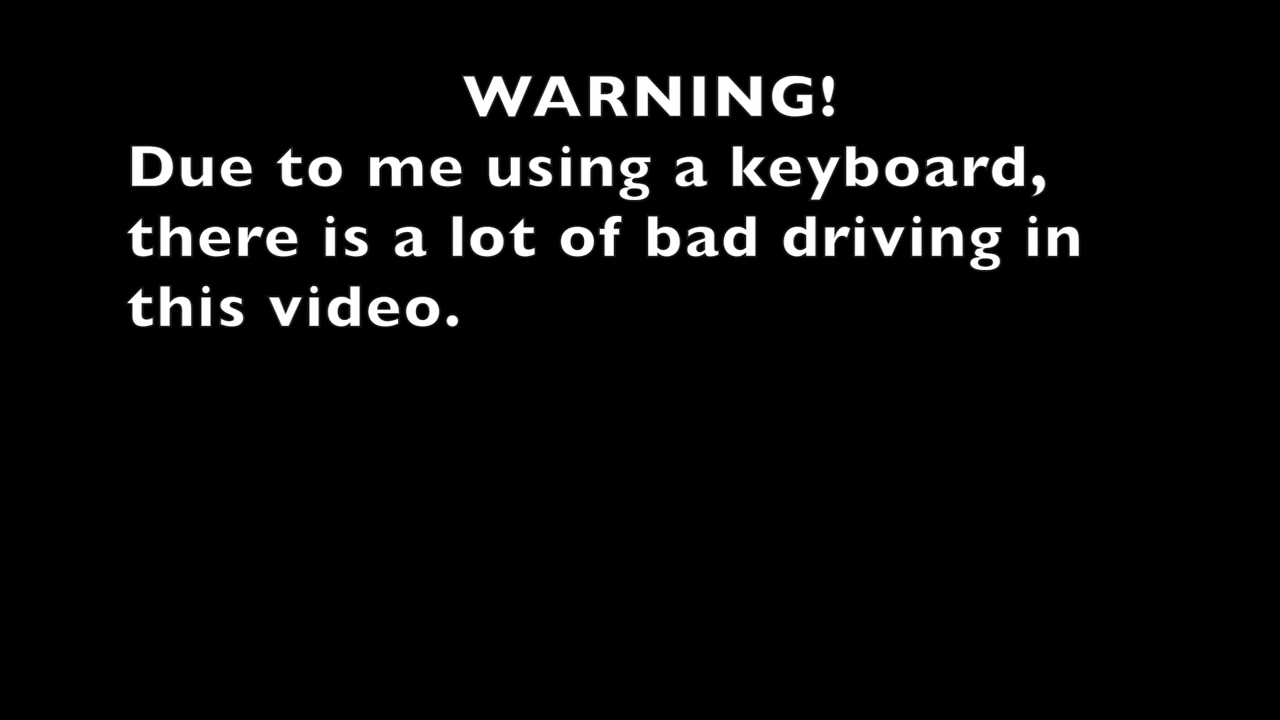 WARNING!
Due to me using a keyboard,
there is a lot of bad driving in
this video.